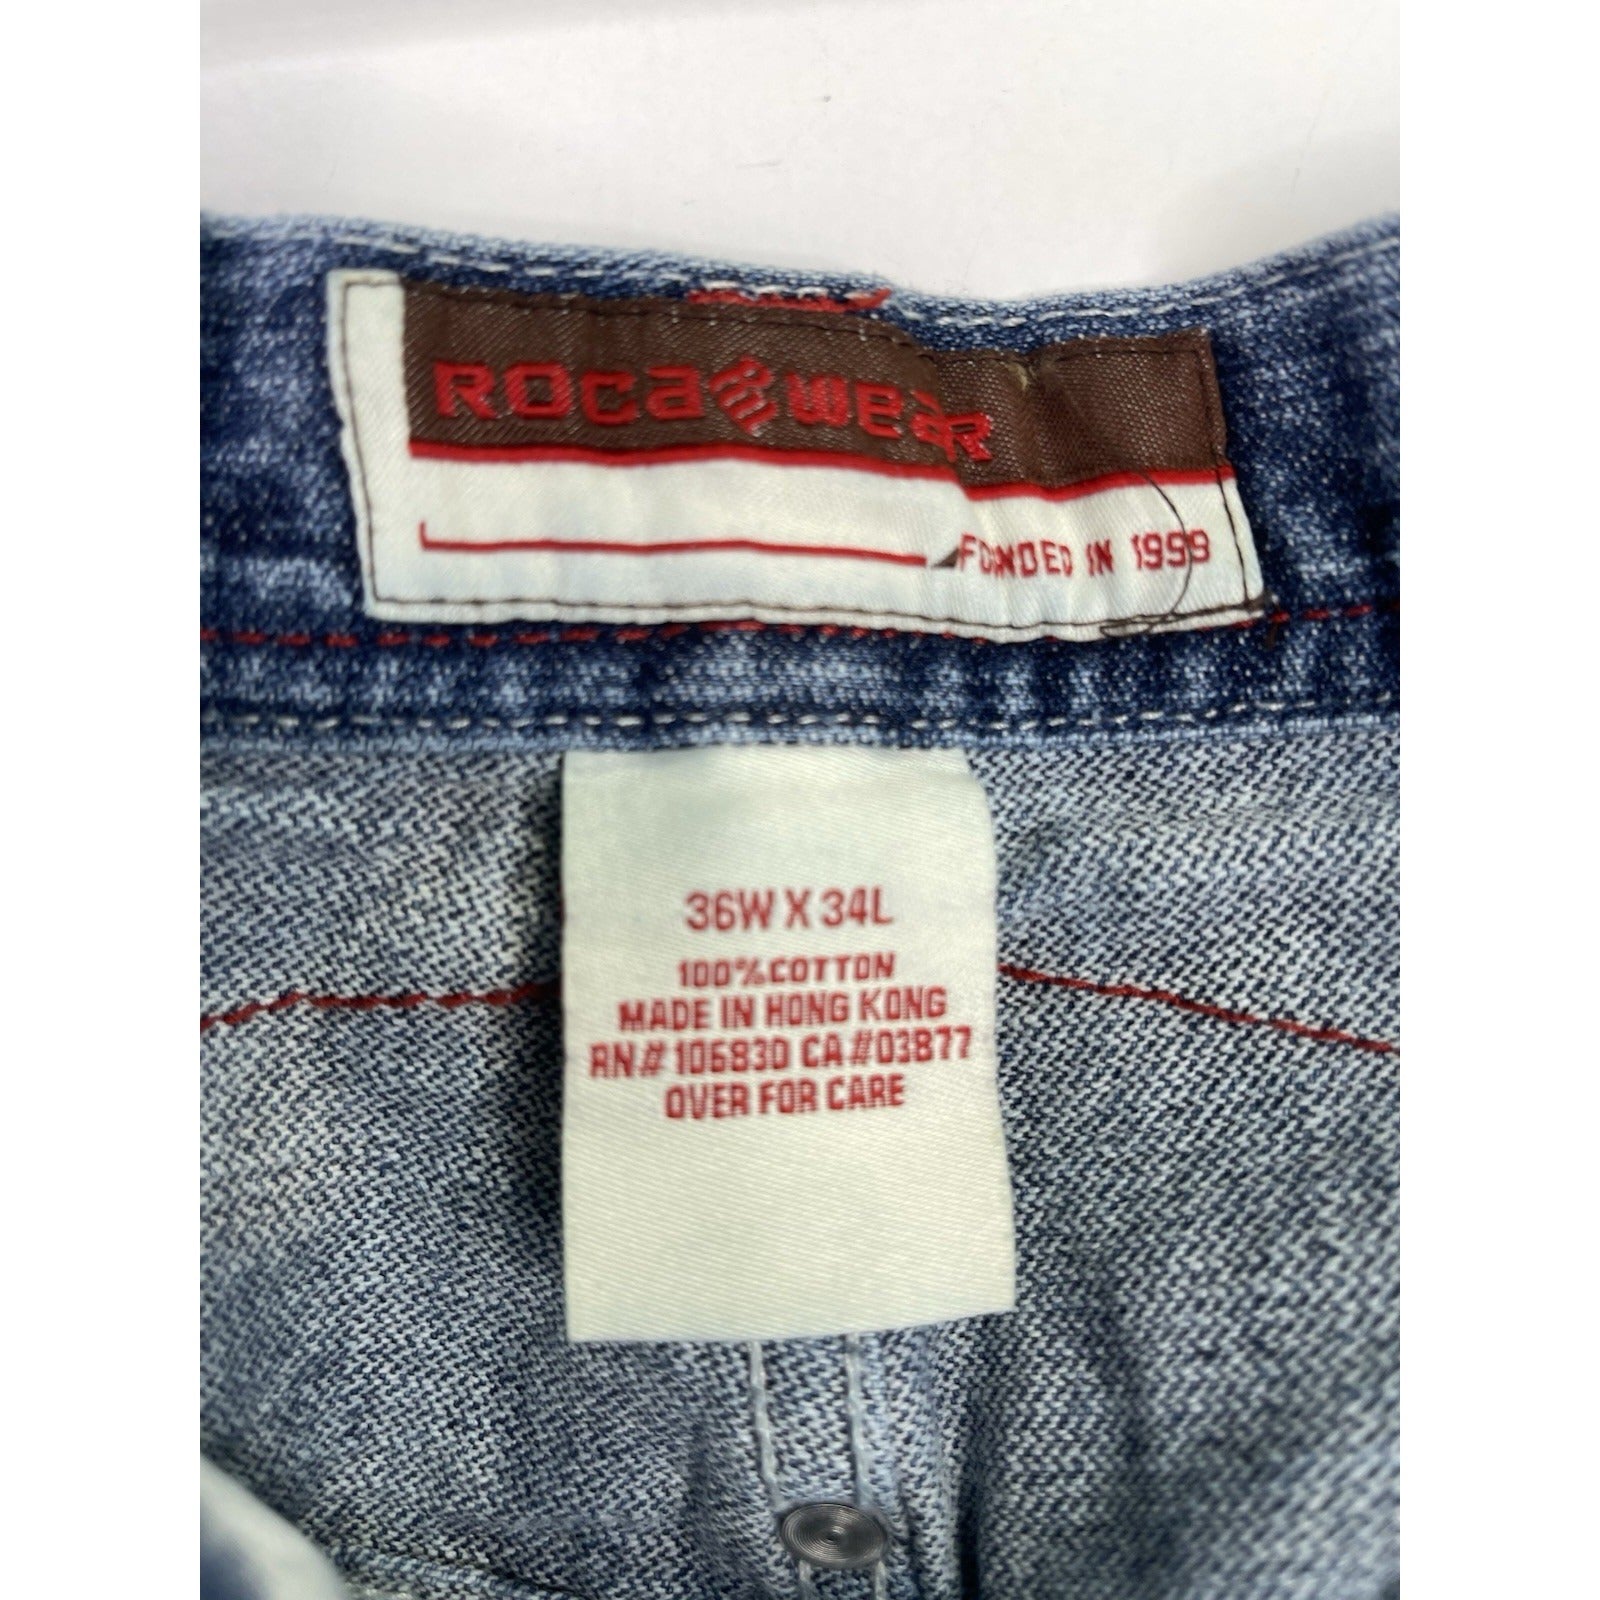 ROCAWEAR
FOUNDED IN 1999
36W X 34L
100%COTTON
MADE IN HONG KONG
RN# 106830 CA#03877
OVER FOR CARE